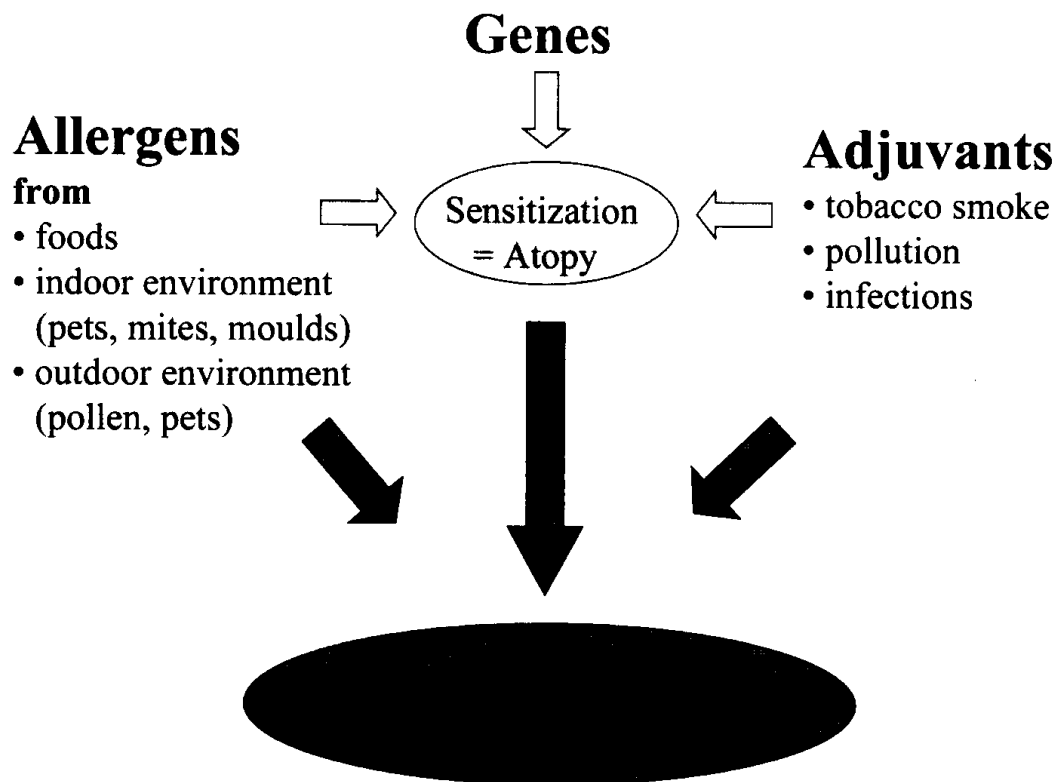 Genes
Allergens
from
• foods
• indoor environment
(pets, mites, moulds)
• outdoor environment
(pollen, pets)
Sensitization
= Atopy
Adjuvants
• tobacco smoke
• pollution
• infections